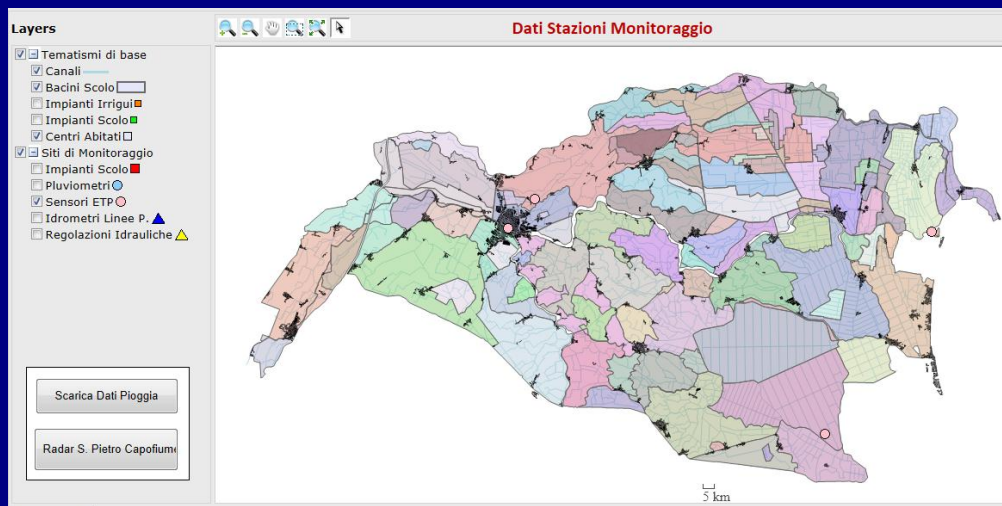 Layers
Dati Stazioni Monitoraggio
Tematismi di base
Canali
Bacini Scolo
Impianti Irrigui
Impianti Scolo
Centri Abitati
Siti di Monitoraggio
Impianti Scolo
Pluviometri
Sensori ETP
Idrometri Linee P.
Regolazioni Idrauliche
Scarica Dati Pioggia
Radar S. Pietro Capofiume
5 km